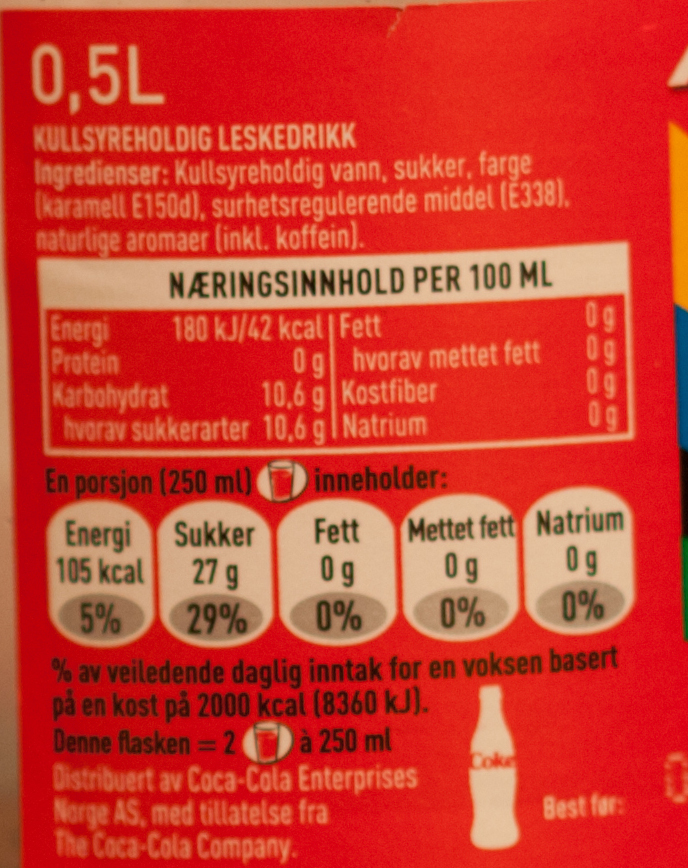 0,5L
KULLSYREHOLDIG LESKEDRIKK
Ingredienser: Kullsyreholdig vann, sukker, farge
(karamell E150d), surhetsregulerende middel (E338),
naturlige aromaer (inkl. koffein).
NÆRINGSINNHOLD PER 100 ML
Energi 180 kJ/42 kcal Fett 0 g
Protein 0 g hvorav mettet fett 0 g
Karbohydrat 10,6 g Kostfiber 0 g
hvorav sukkerarter 10,6 g Natrium 0 g
En porsjon (250 ml) inneholder:
Energi Sukker Fett Mettet fett Natrium
105 kcal 27 g 0 g 0 g 0 g
5% 29% 0% 0% 0%
% av veiledende daglig inntak for en voksen basert
på en kost på 2000 kcal (8360 kJ).
Denne flasken = 2 à 250 ml
Coke
Distribuert av Coca-Cola Enterprises
Norge AS, med tillatelse fra
The Coca-Cola Company.
Best før: